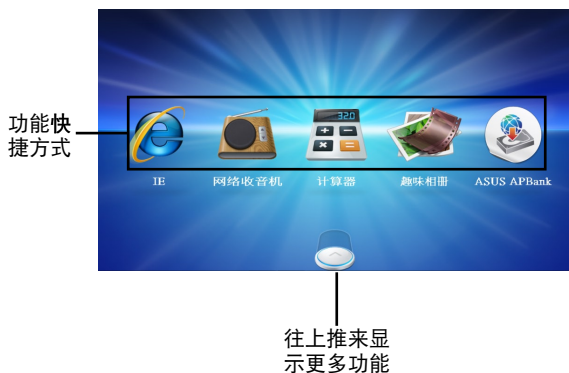 功能快
捷方式
320
IE
网络收音机
计算器
趣味相册
ASUS APBank
往上推来显
示更多功能